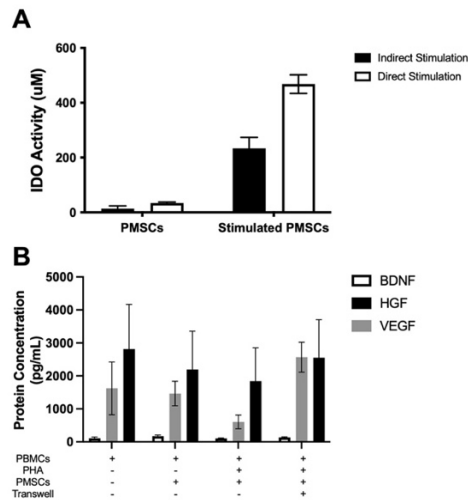 A
IDO Activity (uM)
600
400
200
0
PMSCs
Stimulated PMSCs
Indirect Stimulation
Direct Stimulation
B
Protein Concentration
(pg/mL)
5000
4000
3000
2000
1000
0
BDNF
HGF
VEGF
PBMCs + + + +
PHA - - + +
PMSCs - + + +
Transwell - - - +